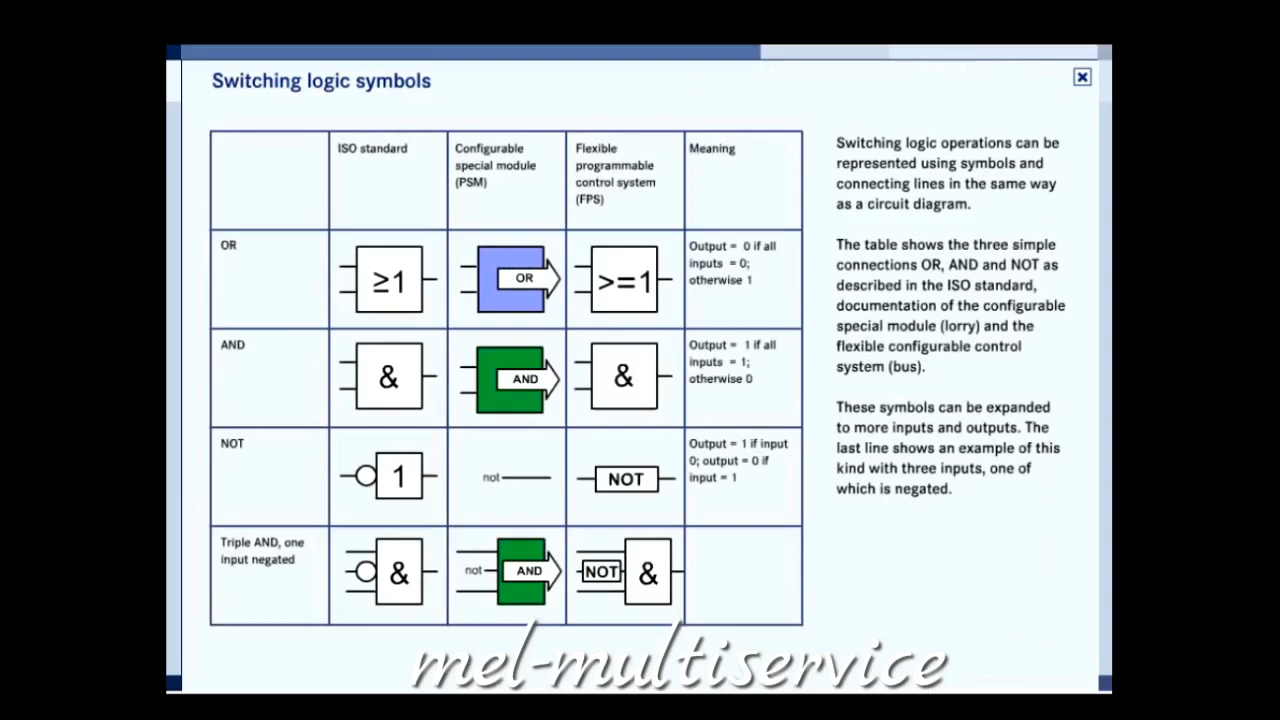 Switching logic symbols
ISO standard
Configurable
special module
(PSM)
Flexible
programmable
control system
(FPS)
Meaning
OR
≥1
OR
>=1
Output = 0 if all
inputs = 0;
otherwise 1
AND
&
AND
&
Output = 1 if all
inputs = 1;
otherwise 0
NOT
1
not
NOT
Output = 1 if input
0; output = 0 if
input = 1
Triple AND, one
input negated
&
not
AND
NOT
&
Switching logic operations can be
represented using symbols and
connecting lines in the same way
as a circuit diagram.
The table shows the three simple
connections OR, AND and NOT as
described in the ISO standard,
documentation of the configurable
special module (lorry) and the
flexible configurable control
system (bus).
These symbols can be expanded
to more inputs and outputs. The
last line shows an example of this
kind with three inputs, one of
which is negated.
mel-multiservice